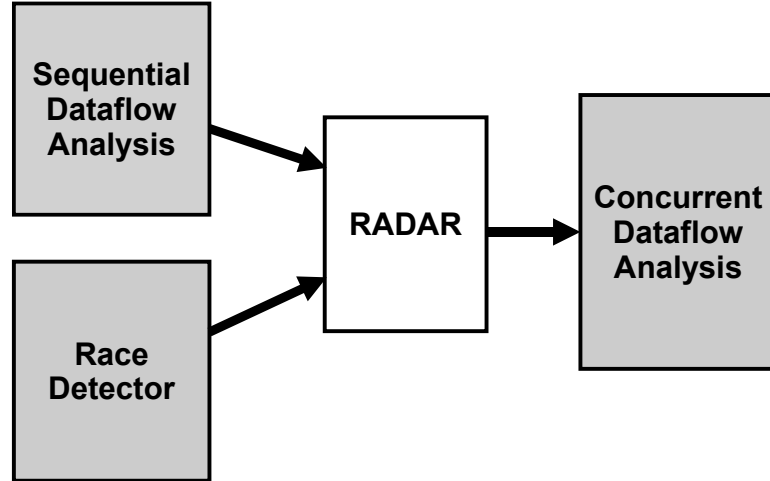 Sequential
Dataflow
Analysis
RADAR
Concurrent
Dataflow
Analysis
Race
Detector